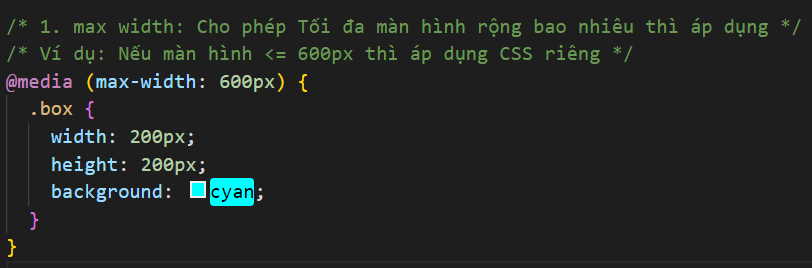 /* 1. max width: Cho phép Tối đa màn hình rộng bao nhiêu thì áp dụng */
/* Ví dụ: Nếu màn hình <= 600px thì áp dụng CSS riêng */
@media (max-width: 600px) {
  .box {
    width: 200px;
    height: 200px;
    background: cyan;
  }
}